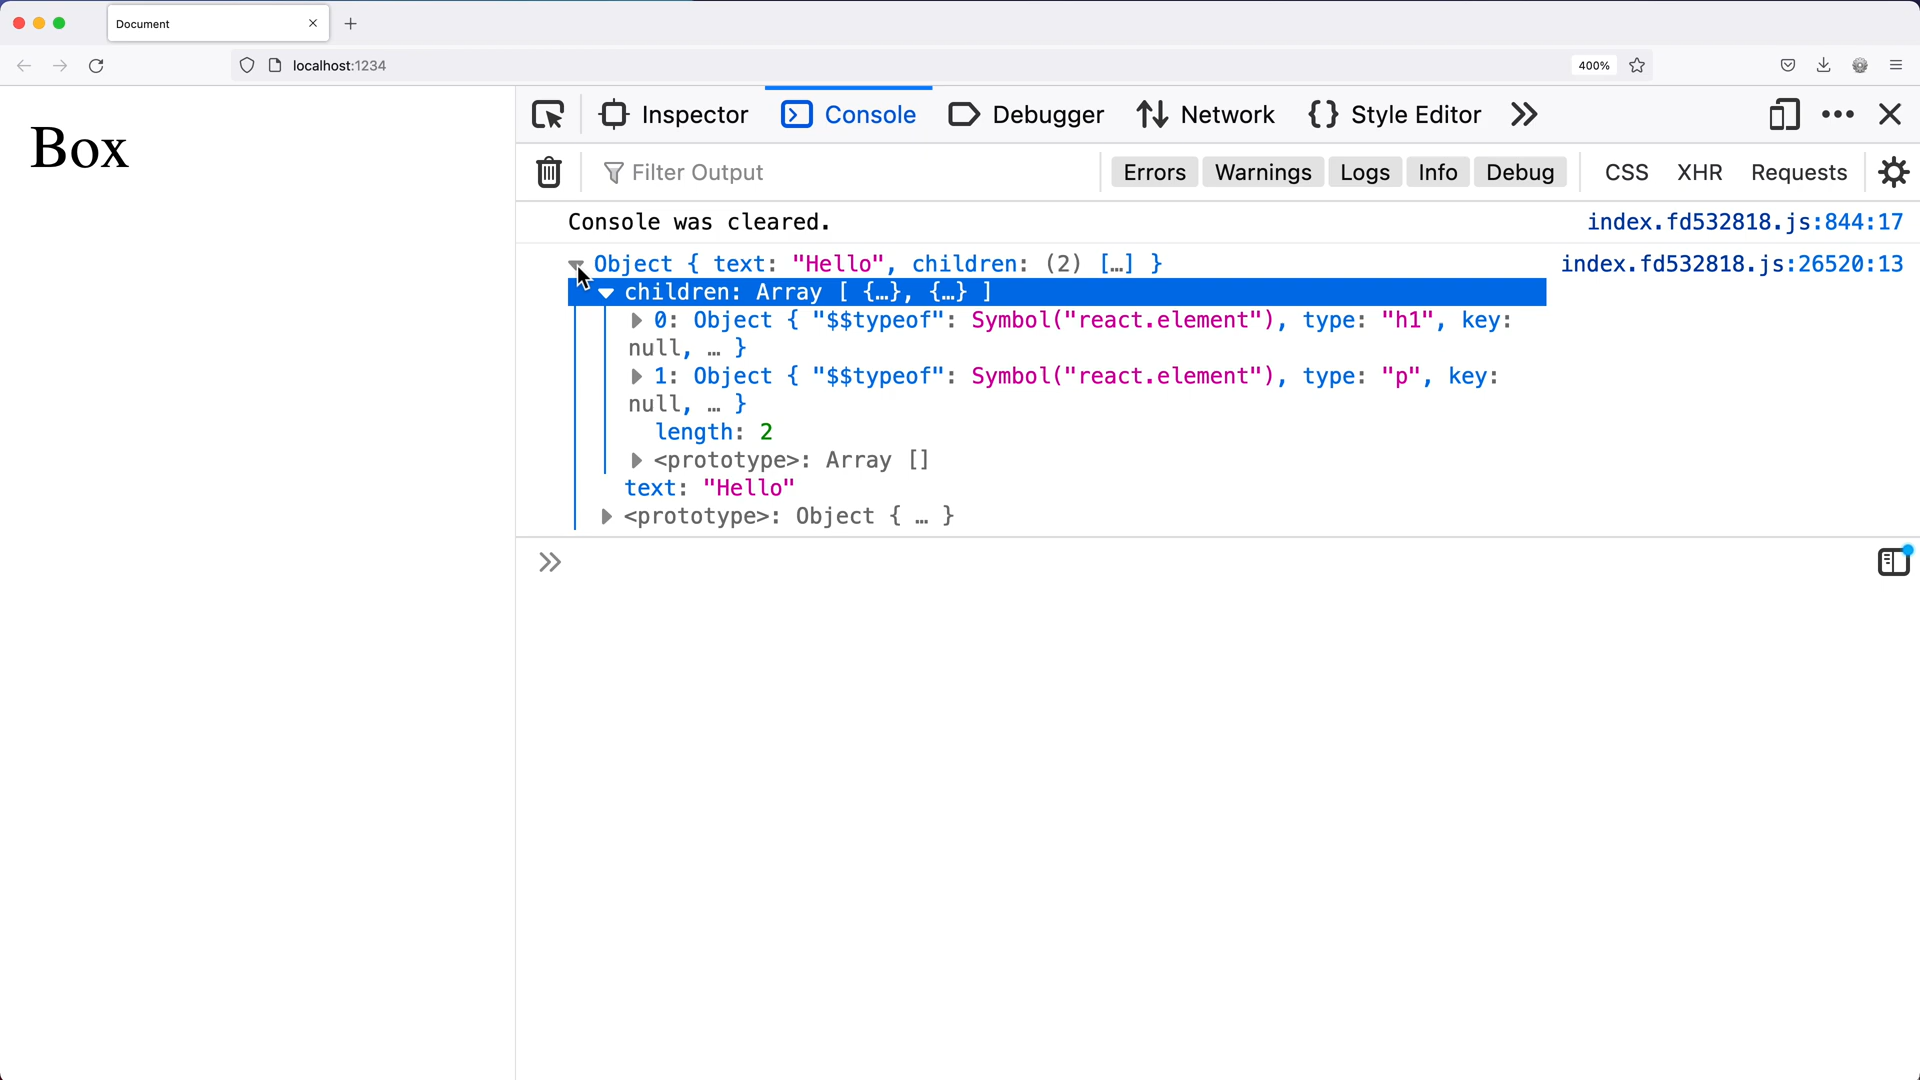 Document
localhost:1234
400%
Box
Inspector
Console
Debugger
Network
Style Editor
Filter Output
Errors
Warnings
Logs
Info
Debug
CSS
XHR
Requests
Console was cleared. index.fd532818.js:844:17
Object { text: "Hello", children: (2) […] } index.fd532818.js:26520:13
children: Array [ {…}, {…} ]
0: Object { "$$typeof": Symbol("react.element"), type: "h1", key:
null, … }
1: Object { "$$typeof": Symbol("react.element"), type: "p", key:
null, … }
length: 2
<prototype>: Array []
text: "Hello"
<prototype>: Object { … }